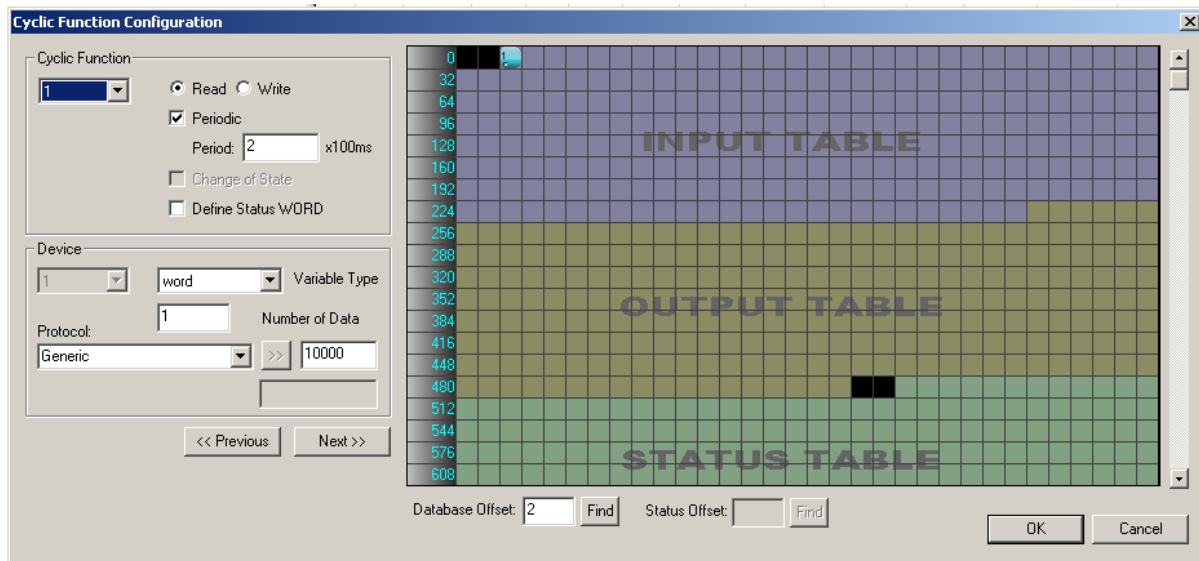 Cyclic Function Configuration
Cyclic Function
1
Read
Write
Periodic
Period:
2
x100ms
Change of State
Define Status WORD
Device
1
word
Variable Type
1
Number of Data
Protocol:
Generic
>>
10000
<< Previous
Next >>
0
1
32
64
96
128
160
192
224
256
288
320
352
384
416
448
480
512
544
576
608
INPUT TABLE
OUTPUT TABLE
STATUS TABLE
Database Offset:
2
Find
Status Offset:
Find
OK
Cancel